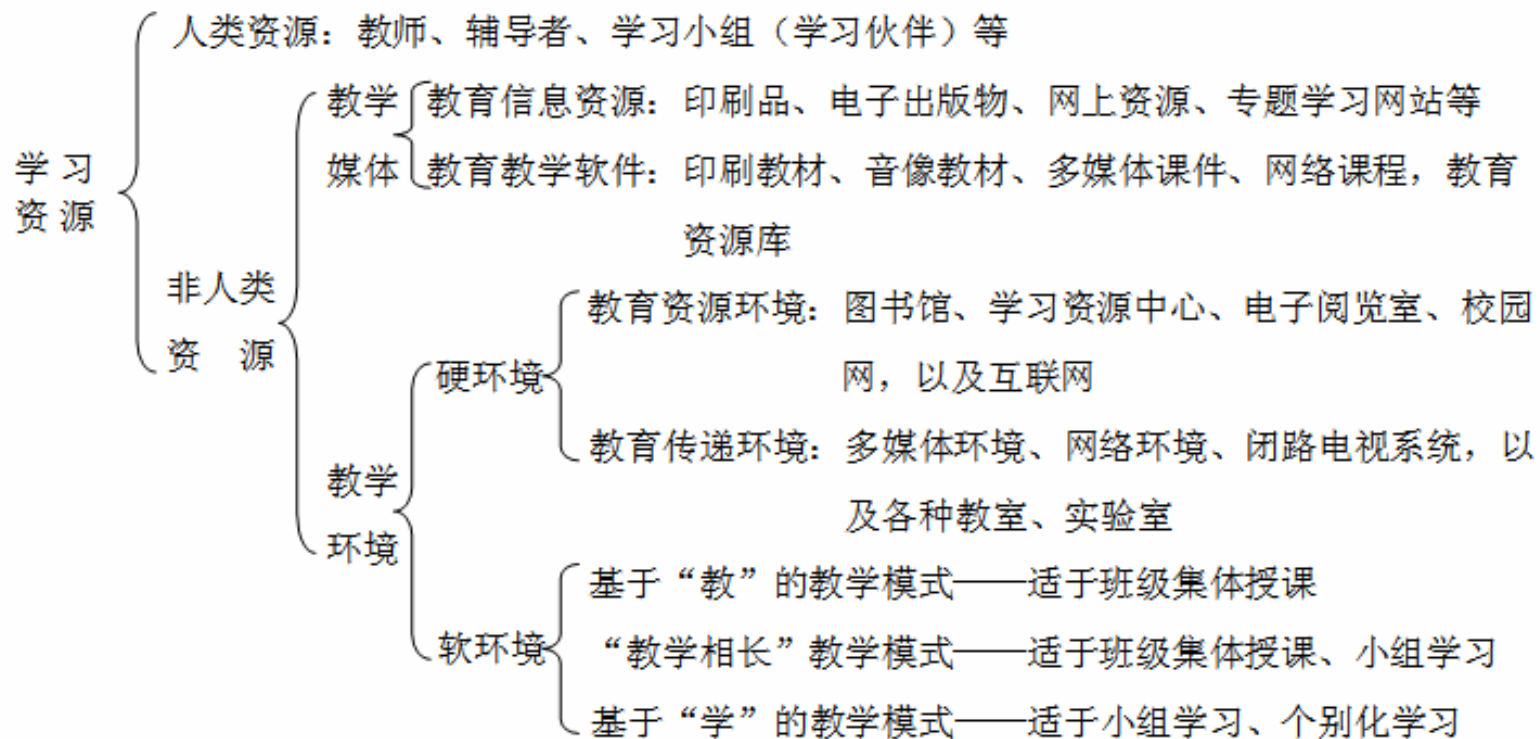 人类资源：教师、辅导者、学习小组（学习伙伴）等
教学
教育信息资源：印刷品、电子出版物、网上资源、专题学习网站等
学习
媒体
教育教学软件：印刷教材、音像教材、多媒体课件、网络课程，教育
资源
资源库
非人类
教育资源环境：图书馆、学习资源中心、电子阅览室、校园
资 源
硬环境
网，以及互联网
教育传递环境：多媒体环境、网络环境、闭路电视系统，以
教学
及各种教室、实验室
环境
基于“教”的教学模式——适于班级集体授课
软环境
“教学相长”教学模式——适于班级集体授课、小组学习
基于“学”的教学模式——适于小组学习、个别化学习